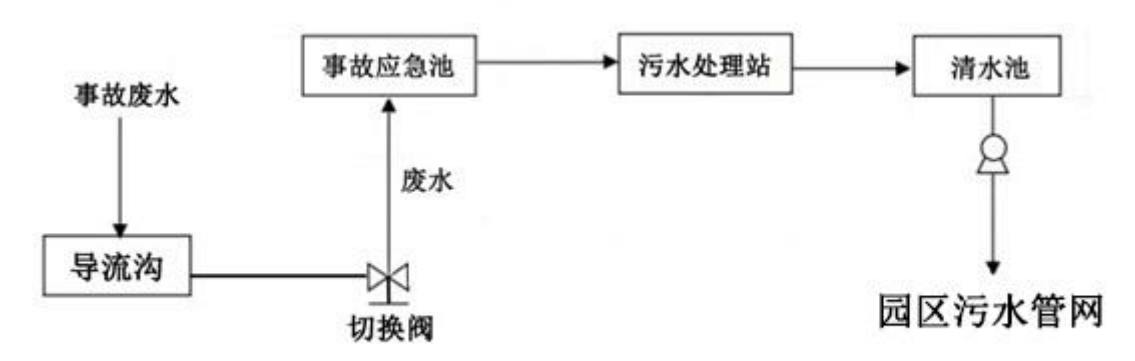 事故废水
导流沟
切换阀
废水
事故应急池
污水处理站
清水池
园区污水管网